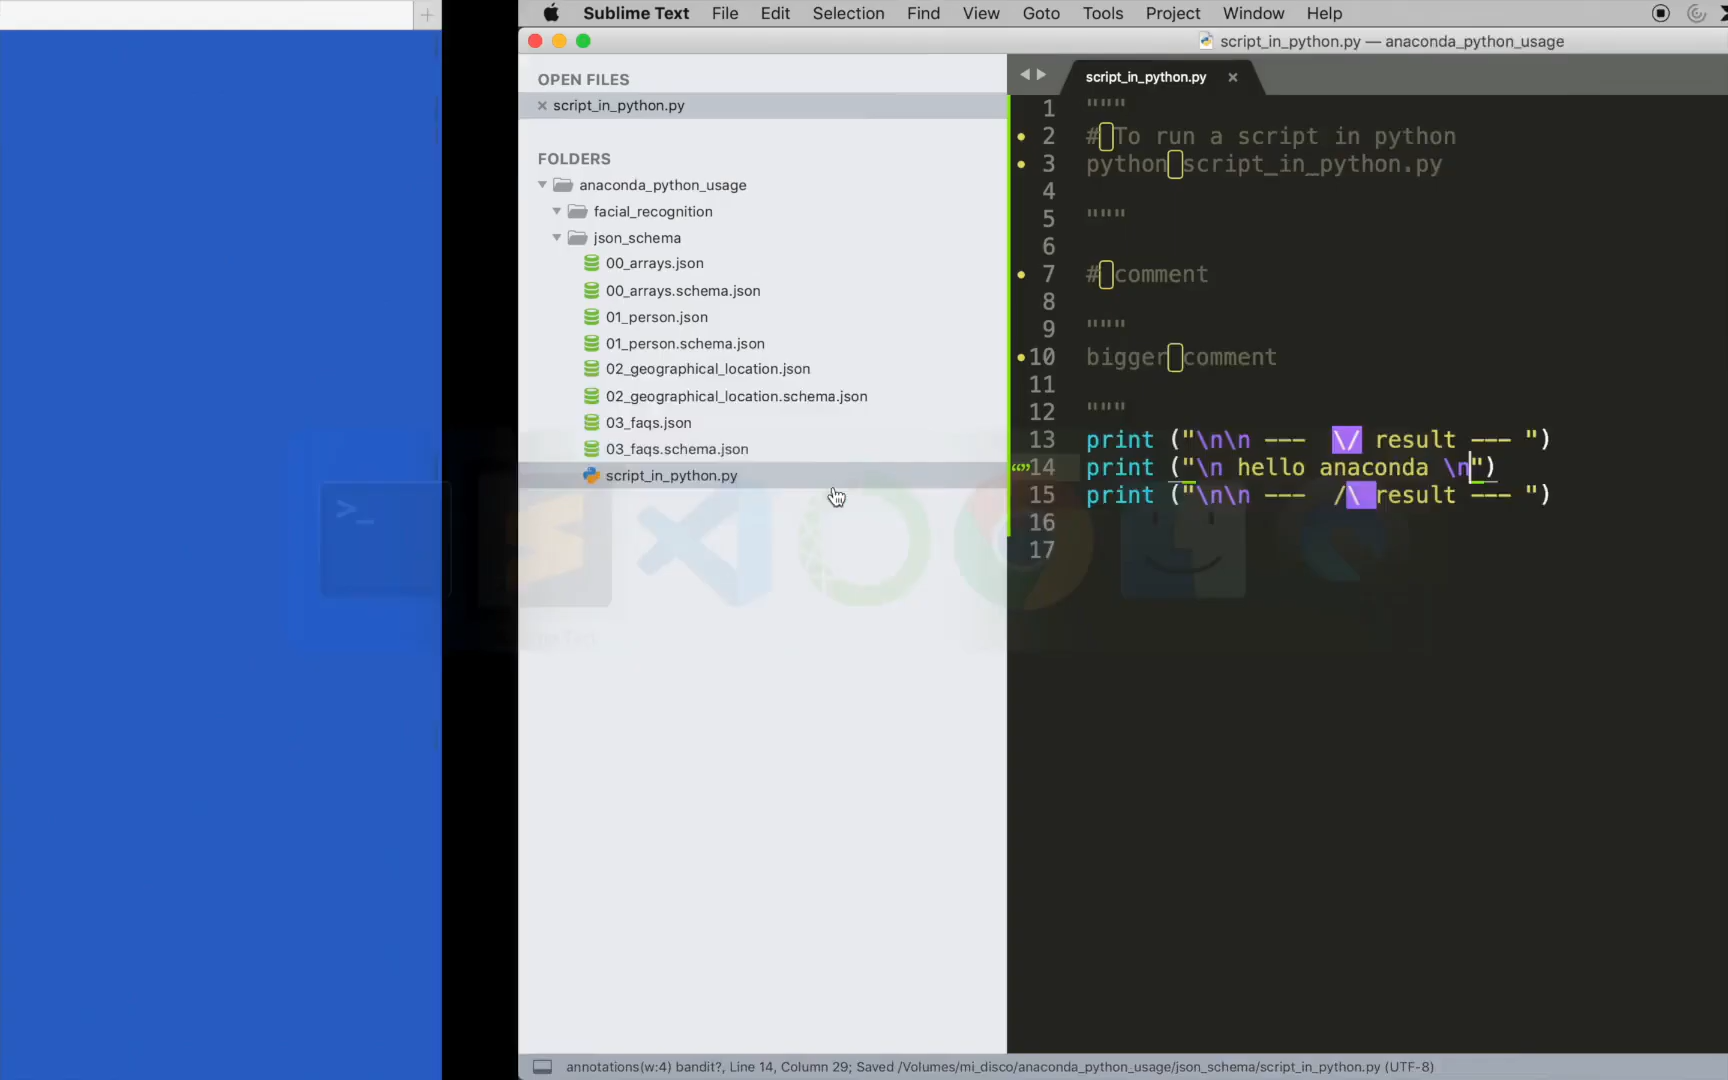 Sublime Text File Edit Selection Find View Goto Tools Project Window Help
script_in_python.py — anaconda_python_usage
OPEN FILES
script_in_python.py
FOLDERS
anaconda_python_usage
facial_recognition
json_schema
00_arrays.json
00_arrays.schema.json
01_person.json
01_person.schema.json
02_geographical_location.json
02_geographical_location.schema.json
03_faqs.json
03_faqs.schema.json
script_in_python.py
script_in_python.py
1 """
2 # To run a script in python
3 python script_in_python.py
4
5 """
6
7 # comment
8
9 """
10 bigger comment
11
12 """
13 print ("\n\n ---  \/ result --- ")
14 print ("\n hello anaconda \n")
15 print ("\n\n ---  /\ result --- ")
16
17
annotations(w:4) bandit?, Line 14, Column 29; Saved /Volumes/mi_disco/anaconda_python_usage/json_schema/script_in_python.py (UTF-8)